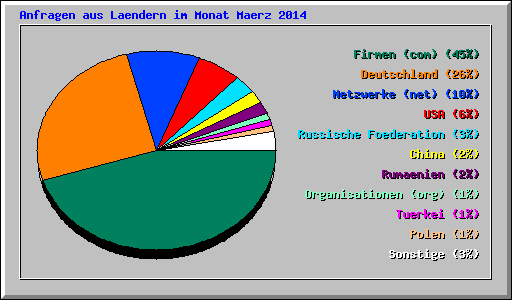 Anfragen aus Laendern im Monat Maerz 2014
Firmen (com) (45%)
Deutschland (26%)
Netzwerke (net) (10%)
USA (6%)
Russische Foederation (3%)
China (2%)
Rumaenien (2%)
Organisationen (org) (1%)
Tuerkei (1%)
Polen (1%)
Sonstige (3%)